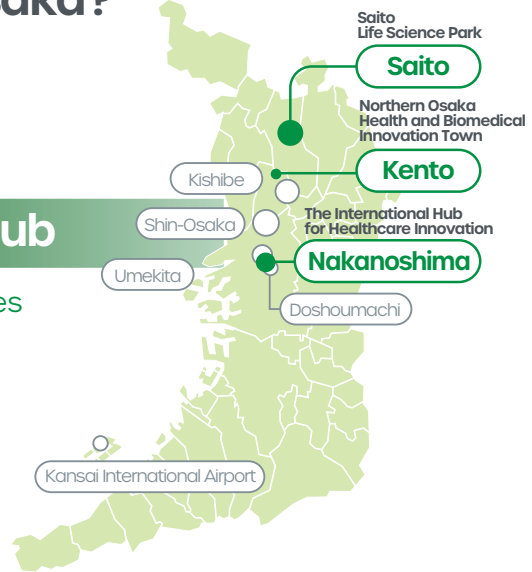 saka?
Saito
Life Science Park
Saito
Northern Osaka
Health and Biomedical
Innovation Town
Kento
Kishibe
ub
Shin-Osaka
The International Hub
for Healthcare Innovation
Nakanoshima
Umekita
es
Doshoumachi
Kansai International Airport